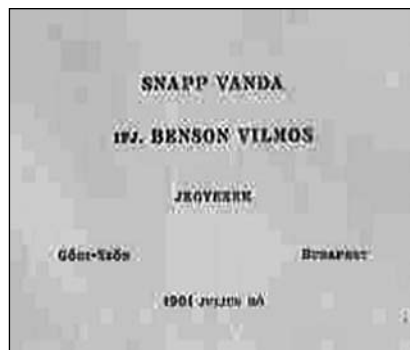 SNAPP VANDA
IFJ. BENSON VILMOS
JEGYESEK
BUDAPEST
1901 JULIUS HÓ